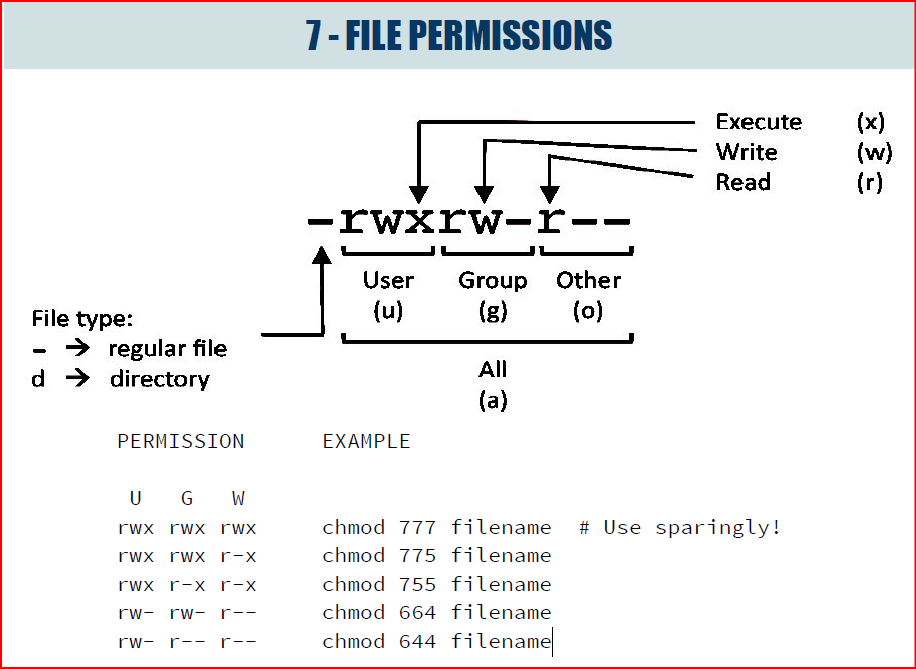 7 - FILE PERMISSIONS
Execute (x)
Write (w)
Read (r)
-rwxrw-r--
User Group Other
(u) (g) (o)
File type:
- → regular file
d → directory
All
(a)
PERMISSION EXAMPLE
U G W
rwx rwx rwx chmod 777 filename # Use sparingly!
rwx rwx r-x chmod 775 filename
rwx r-x r-x chmod 755 filename
rw- rw- r-- chmod 664 filename
rw- r-- r-- chmod 644 filename